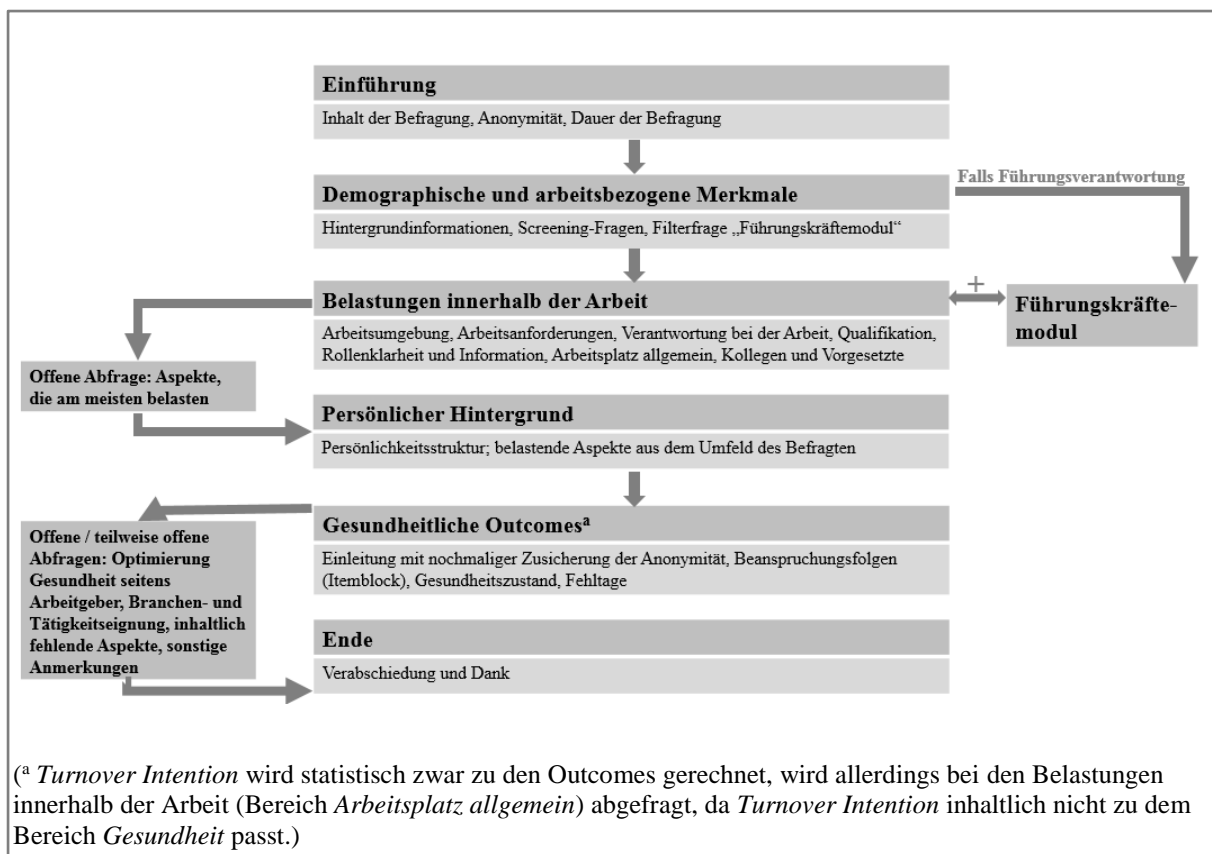 Einführung
Inhalt der Befragung, Anonymität, Dauer der Befragung
Falls Führungsverantwortung
Demographische und arbeitsbezogene Merkmale
Hintergrundinformationen, Screening-Fragen, Filterfrage „Führungskräftemodul“
Belastungen innerhalb der Arbeit
Arbeitsumgebung, Arbeitsanforderungen, Verantwortung bei der Arbeit, Qualifikation,
Rollenklarheit und Information, Arbeitsplatz allgemein, Kollegen und Vorgesetzte
+
Führungskräfte-
modul
Offene Abfrage: Aspekte,
die am meisten belasten
Persönlicher Hintergrund
Persönlichkeitsstruktur; belastende Aspekte aus dem Umfeld des Befragten
Gesundheitliche Outcomesᵃ
Einleitung mit nochmaliger Zusicherung der Anonymität, Beanspruchungsfolgen
(Itemblock), Gesundheitszustand, Fehltage
Offene / teilweise offene
Abfragen: Optimierung
Gesundheit seitens
Arbeitgeber, Branchen- und
Tätigkeitseignung, inhaltlich
fehlende Aspekte, sonstige
Anmerkungen
Ende
Verabschiedung und Dank
(ᵃ Turnover Intention wird statistisch zwar zu den Outcomes gerechnet, wird allerdings bei den Belastungen
innerhalb der Arbeit (Bereich Arbeitsplatz allgemein) abgefragt, da Turnover Intention inhaltlich nicht zu dem
Bereich Gesundheit passt.)